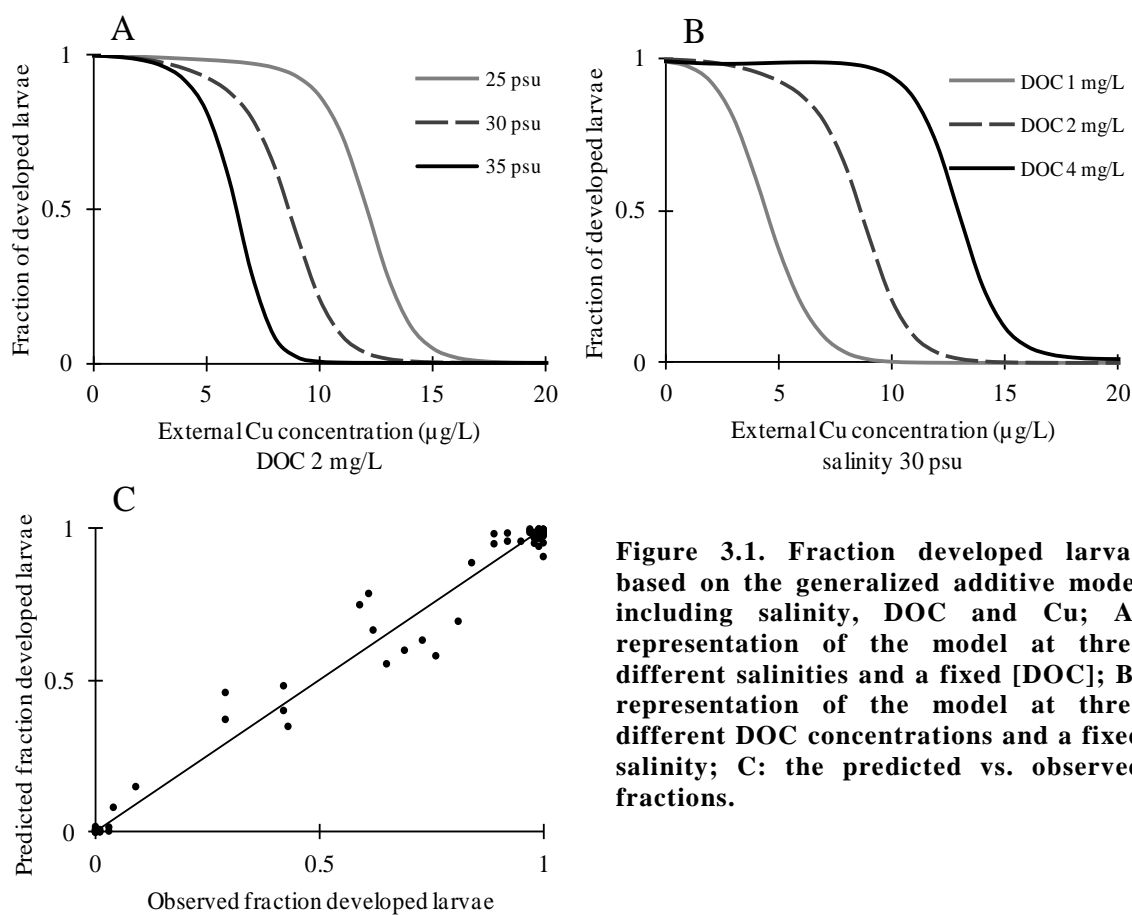 A
1
0.5
0
Fraction of developed larvae
25 psu
30 psu
35 psu
0 5 10 15 20
External Cu concentration (µg/L)
DOC 2 mg/L
B
1
0.5
0
Fraction of developed larvae
DOC 1 mg/L
DOC 2 mg/L
DOC 4 mg/L
0 5 10 15 20
External Cu concentration (µg/L)
salinity 30 psu
C
1
0.5
0
Predicted fraction developed larvae
0 0.5 1
Observed fraction developed larvae
Figure 3.1. Fraction developed larva
based on the generalized additive mode
including salinity, DOC and Cu; A
representation of the model at thre
different salinities and a fixed [DOC]; B
representation of the model at thre
different DOC concentrations and a fixed
salinity; C: the predicted vs. observed
fractions.